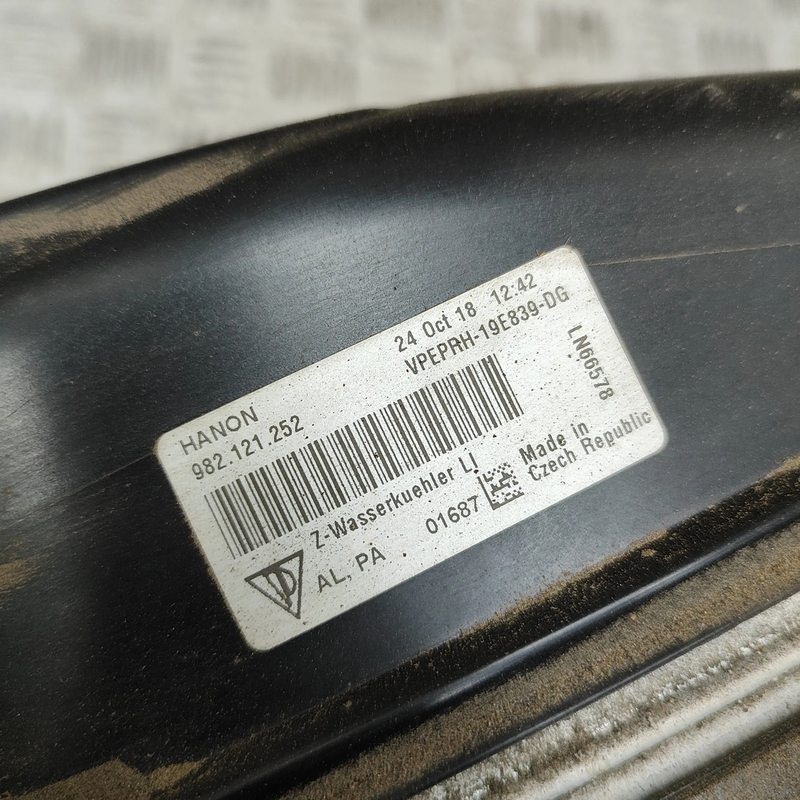 24 Oct 18 12:42
HANON
VPEPRH-19E839-DG
982.121.252
LN66578
Z-Wasserkuehler LI
Made in
Czech Republic
AL, PA . 01687